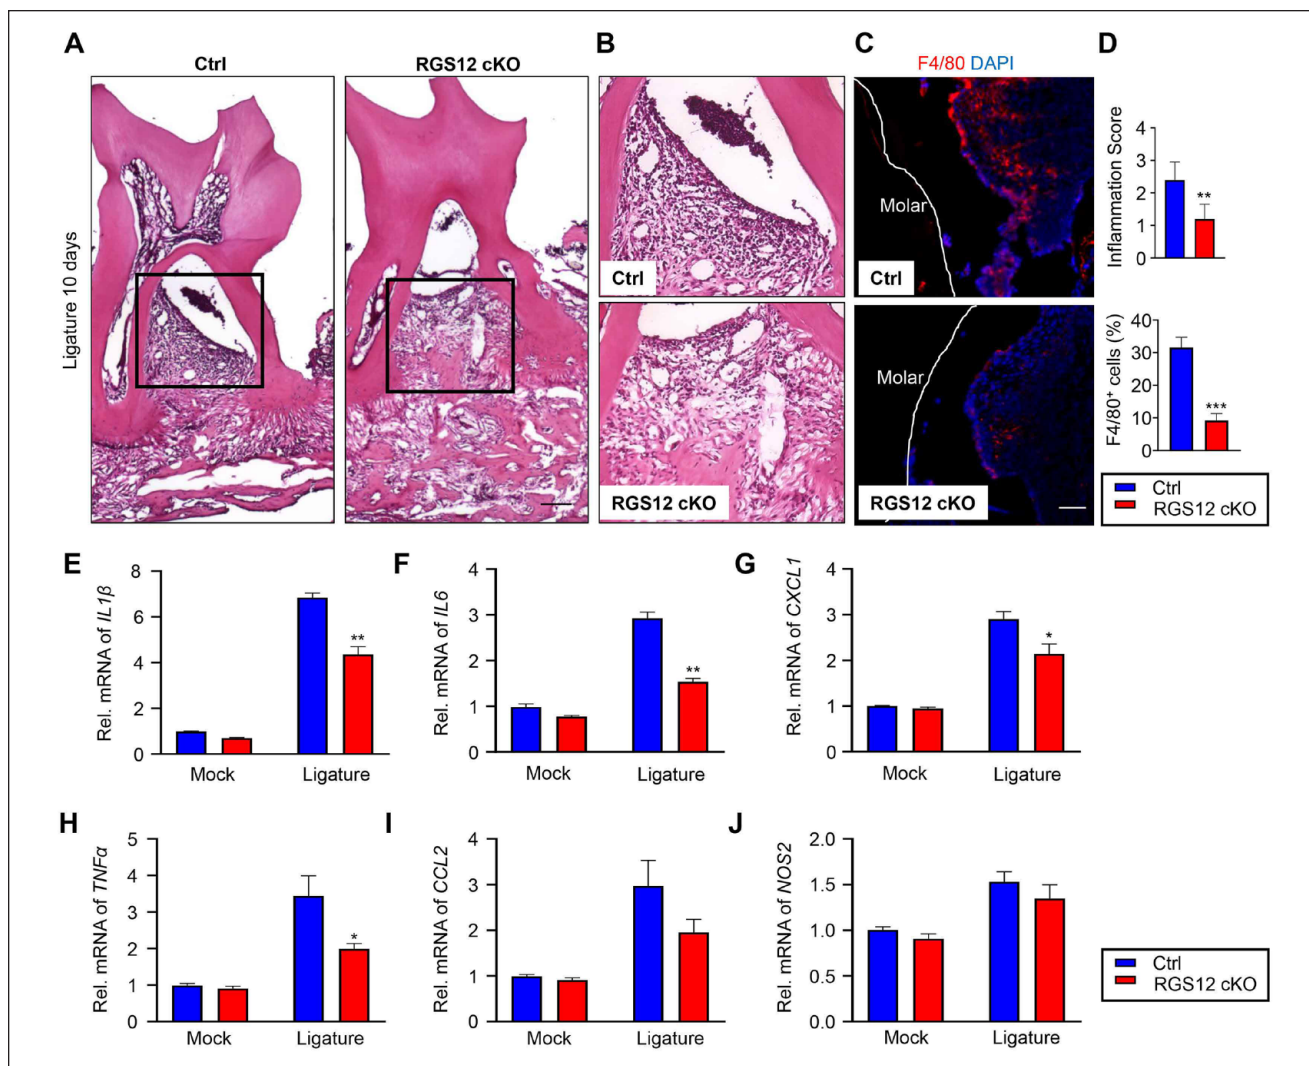 A
Ctrl
RGS12 cKO
Ligature 10 days
B
Ctrl
RGS12 cKO
C
F4/80 DAPI
Molar
Ctrl
Molar
RGS12 cKO
D
Inflammation Score
4
3
2
1
0
**
F4/80+ cells (%)
40
30
20
10
0
***
Ctrl
RGS12 cKO
E
Rel. mRNA of IL1β
8
6
4
2
0
**
Mock
Ligature
F
Rel. mRNA of IL6
4
3
2
1
0
**
Mock
Ligature
G
Rel. mRNA of CXCL1
4
3
2
1
0
*
Mock
Ligature
H
Rel. mRNA of TNFα
5
4
3
2
1
0
*
Mock
Ligature
I
Rel. mRNA of CCL2
4
3
2
1
0
Mock
Ligature
J
Rel. mRNA of NOS2
2.0
1.5
1.0
0.5
0.0
Mock
Ligature
Ctrl
RGS12 cKO